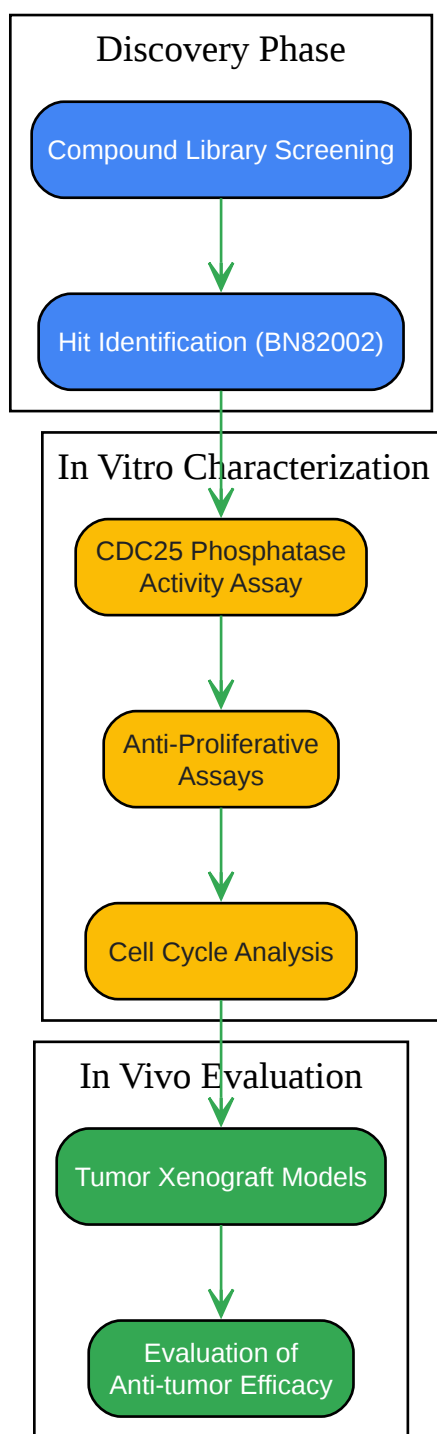 Discovery Phase
Compound Library Screening
Hit Identification (BN82002)
In Vitro Characterization
CDC25 Phosphatase
Activity Assay
Anti-Proliferative
Assays
Cell Cycle Analysis
In Vivo Evaluation
Tumor Xenograft Models
Evaluation of
Anti-tumor Efficacy